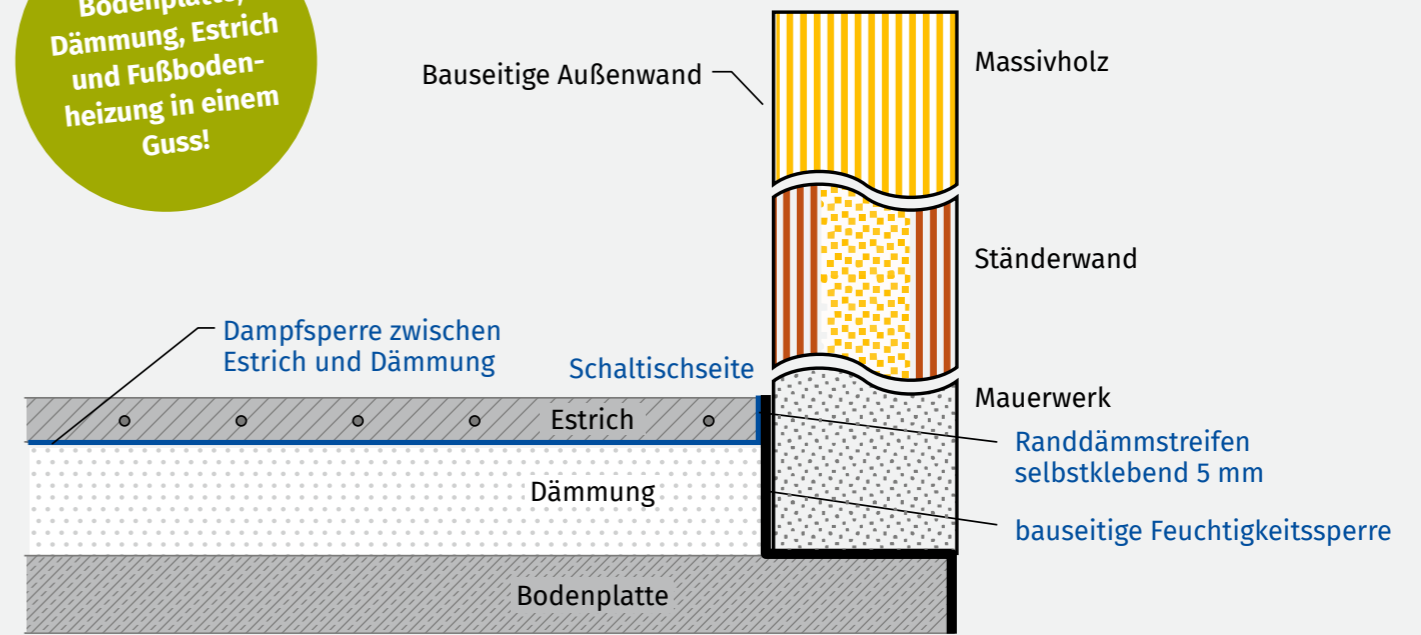 Bodenplatte,
Dämmung, Estrich
und Fußboden-
heizung in einem
Guss!
Bauseitige Außenwand
Massivholz
Ständerwand
Dampfsperre zwischen
Estrich und Dämmung
Schaltischseite
Mauerwerk
Estrich
Randdämmstreifen
selbstklebend 5 mm
Dämmung
bauseitige Feuchtigkeitssperre
Bodenplatte